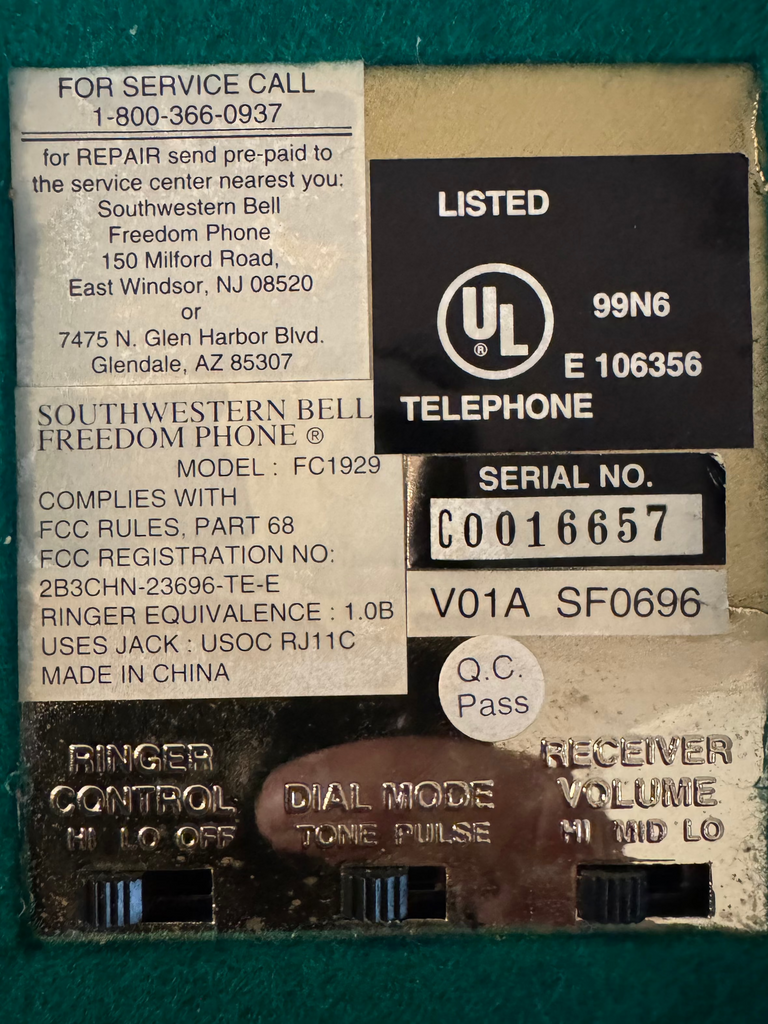 FOR SERVICE CALL
1-800-366-0937
for REPAIR send pre-paid to
the service center nearest you:
Southwestern Bell
Freedom Phone
150 Milford Road,
East Windsor, NJ 08520
or
7475 N. Glen Harbor Blvd.
Glendale, AZ 85307
LISTED
UL ®
99N6
E 106356
TELEPHONE
SOUTHWESTERN BELL
FREEDOM PHONE ®
MODEL : FC1929
COMPLIES WITH
FCC RULES, PART 68
FCC REGISTRATION NO:
2B3CHN-23696-TE-E
RINGER EQUIVALENCE : 1.0B
USES JACK : USOC RJ11C
MADE IN CHINA
SERIAL NO.
C0016657
V01A SF0696
Q.C.
Pass
RINGER
CONTROL
HI LO OFF
DIAL MODE
TONE PULSE
RECEIVER
VOLUME
HI MID LO